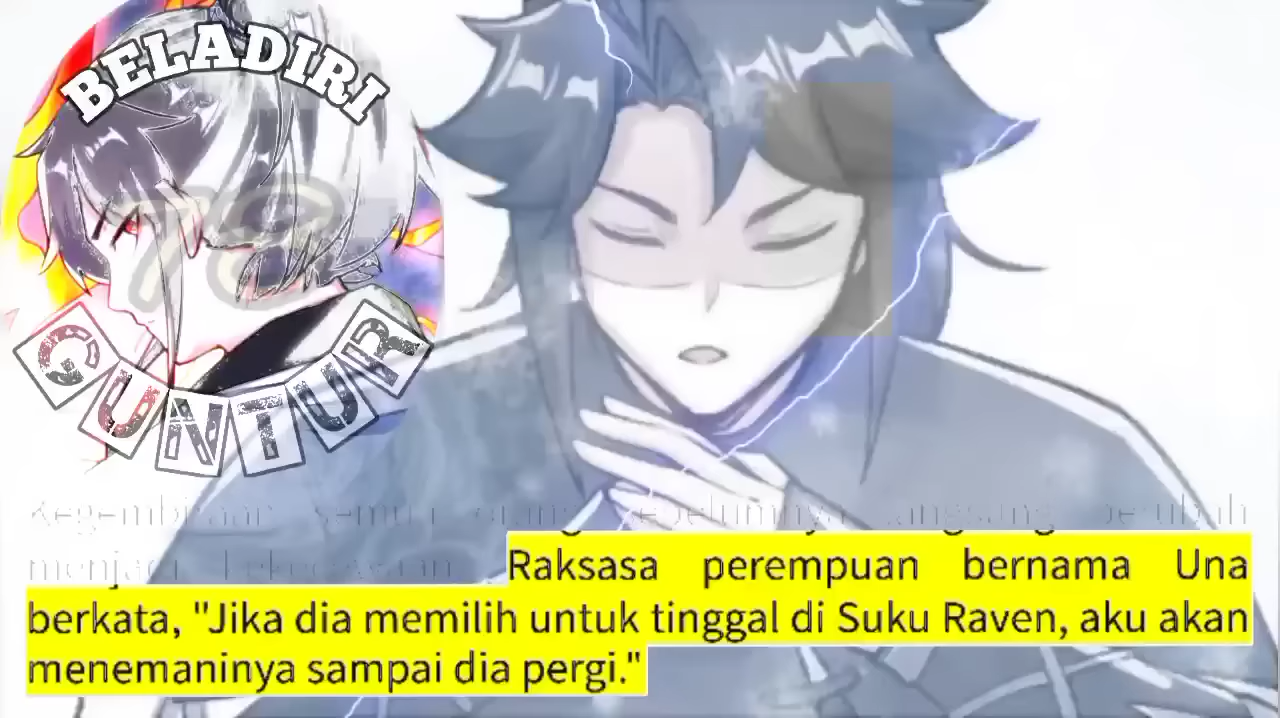 BELADIRI
GUNTUR
Raksasa perempuan bernama Una
berkata, "Jika dia memilih untuk tinggal di Suku Raven, aku akan
menemaninya sampai dia pergi."